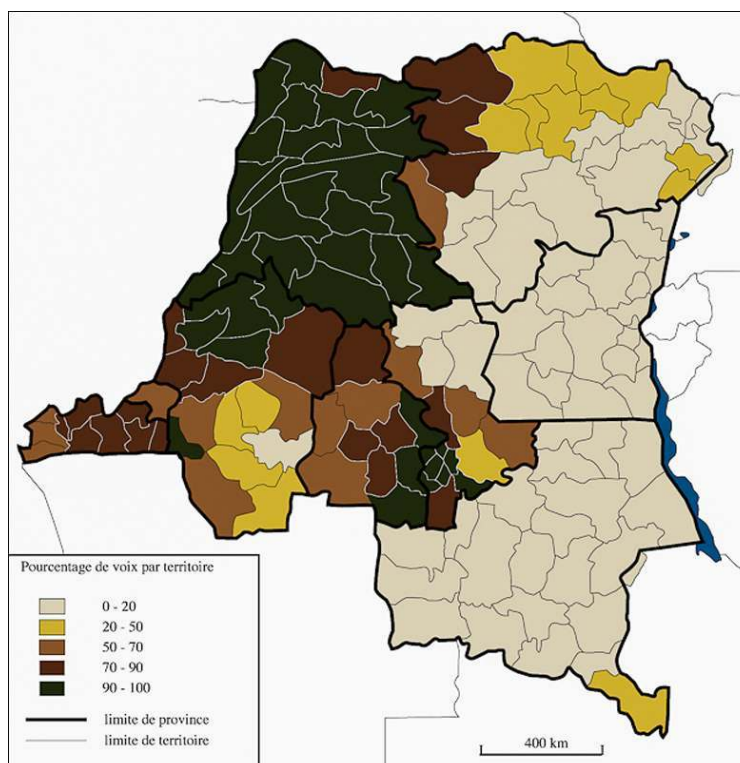 Pourcentage de voix par territoire
0 - 20
20 - 50
50 - 70
70 - 90
90 - 100
limite de province
limite de territoire
400 km